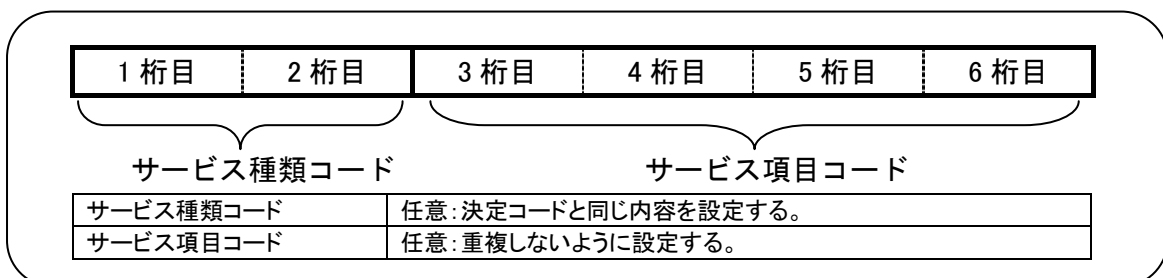 1 桁目 2 桁目 3 桁目 4 桁目 5 桁目 6 桁目
サービス種類コード サービス項目コード
サービス種類コード 任意:決定コードと同じ内容を設定する。
サービス項目コード 任意:重複しないように設定する。